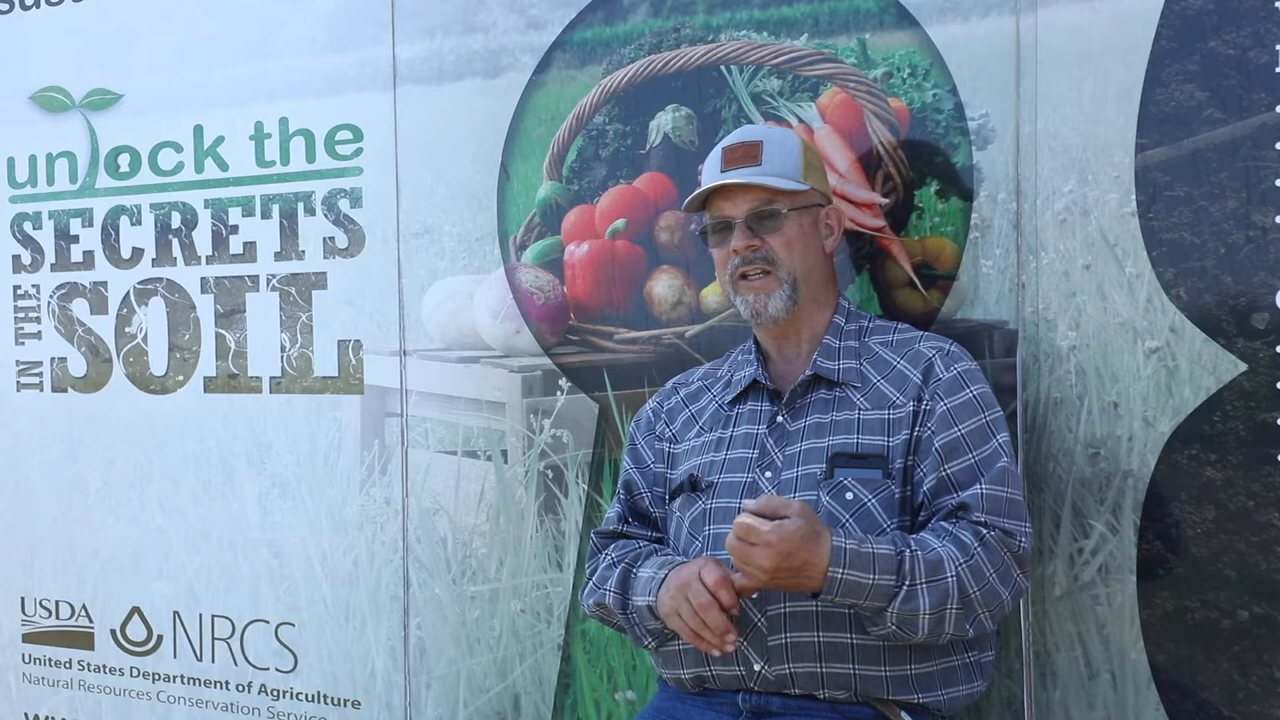 unlock the
SECRETS
IN THE SOIL
USDA NRCS
United States Department of Agriculture
Natural Resources Conservation Service